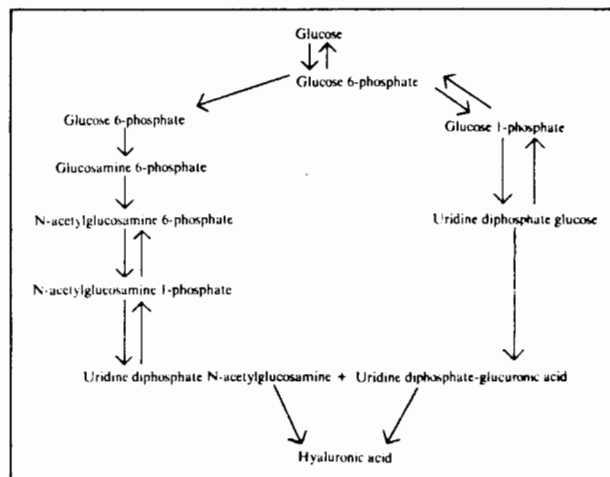 Glucose
Glucose 6-phosphate
Glucose 6-phosphate
Glucose 1-phosphate
Glucosamine 6-phosphate
N-acetylglucosamine 6-phosphate
Uridine diphosphate glucose
N-acetylglucosamine 1-phosphate
Uridine diphosphate N-acetylglucosamine + Uridine diphosphate-glucuronic acid
Hyaluronic acid